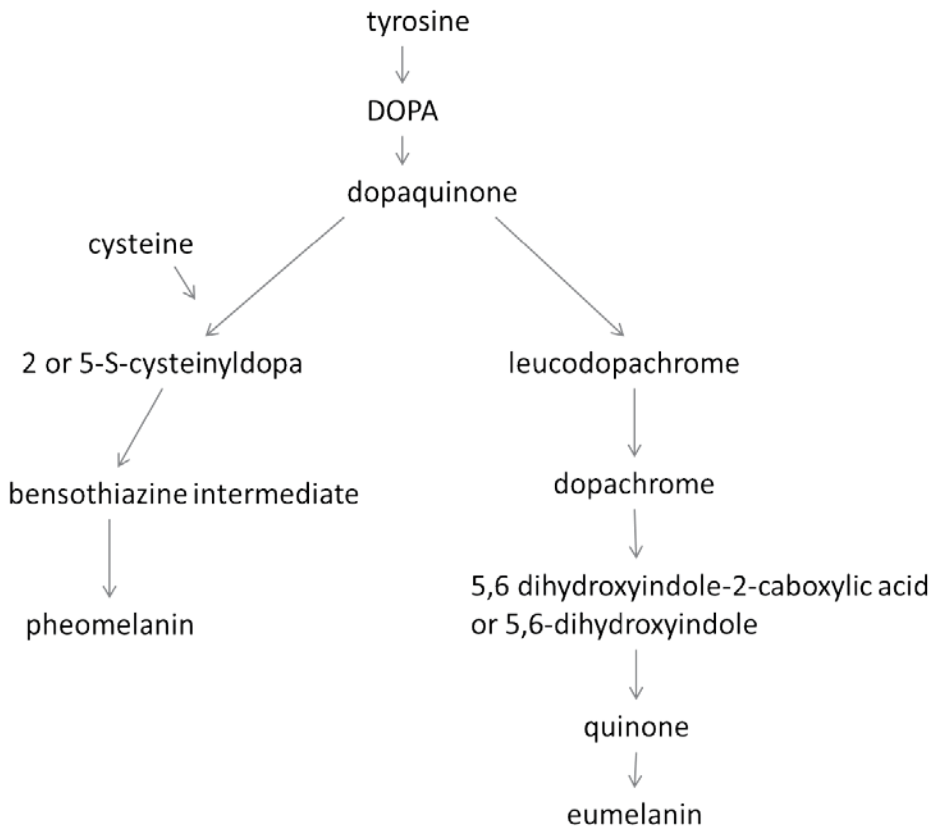 tyrosine
DOPA
dopaquinone
cysteine
2 or 5-S-cysteinyldopa
leucodopachrome
dopachrome
bensothiazine intermediate
5,6 dihydroxyindole-2-caboxylic acid
or 5,6-dihydroxyindole
pheomelanin
quinone
eumelanin